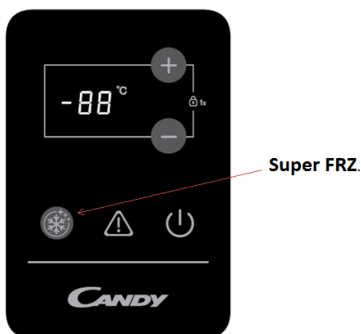 +
-88 °C
1s
−
Super FRZ.
CANDY